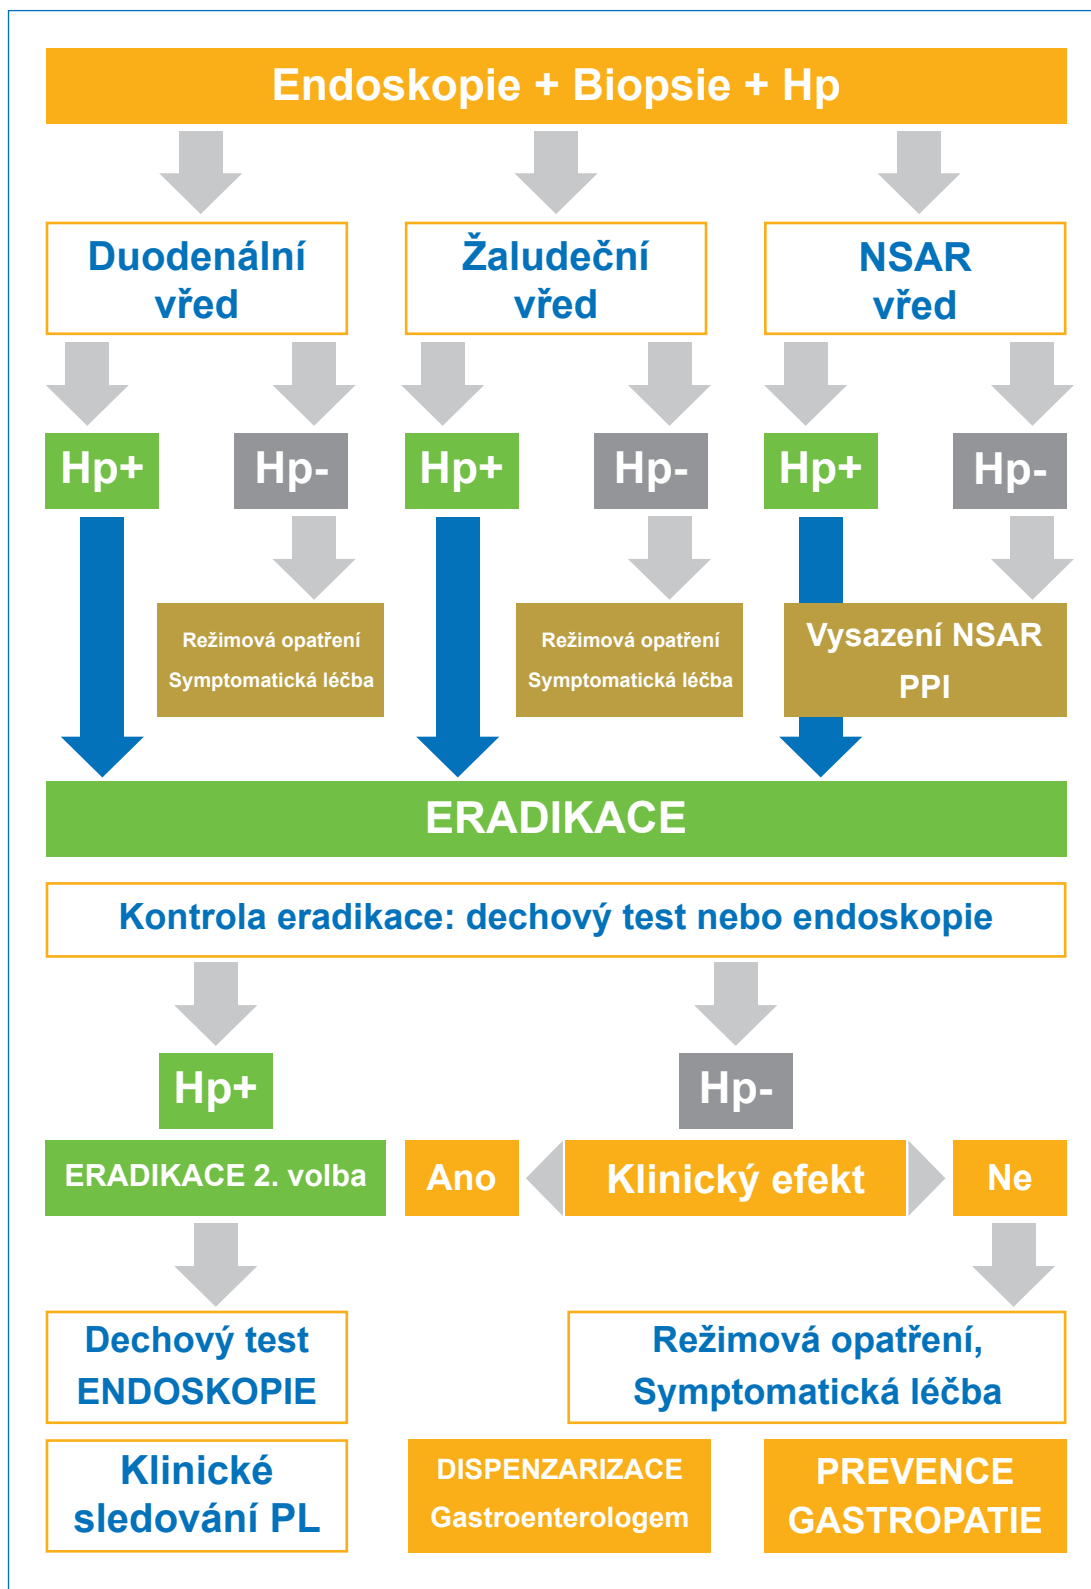 Endoskopie + Biopsie + Hp
Duodenální
vřed
Žaludeční
vřed
NSAR
vřed
Hp+
Hp-
Hp+
Hp-
Hp+
Hp-
Režimová opatření
Symptomatická léčba
Režimová opatření
Symptomatická léčba
Vysazení NSAR
PPI
ERADIKACE
Kontrola eradikace: dechový test nebo endoskopie
Hp+
Hp-
ERADIKACE 2. volba
Ano
Klinický efekt
Ne
Dechový test
ENDOSKOPIE
Režimová opatření,
Symptomatická léčba
Klinické
sledování PL
DISPENZARIZACE
Gastroenterologem
PREVENCE
GASTROPATIE